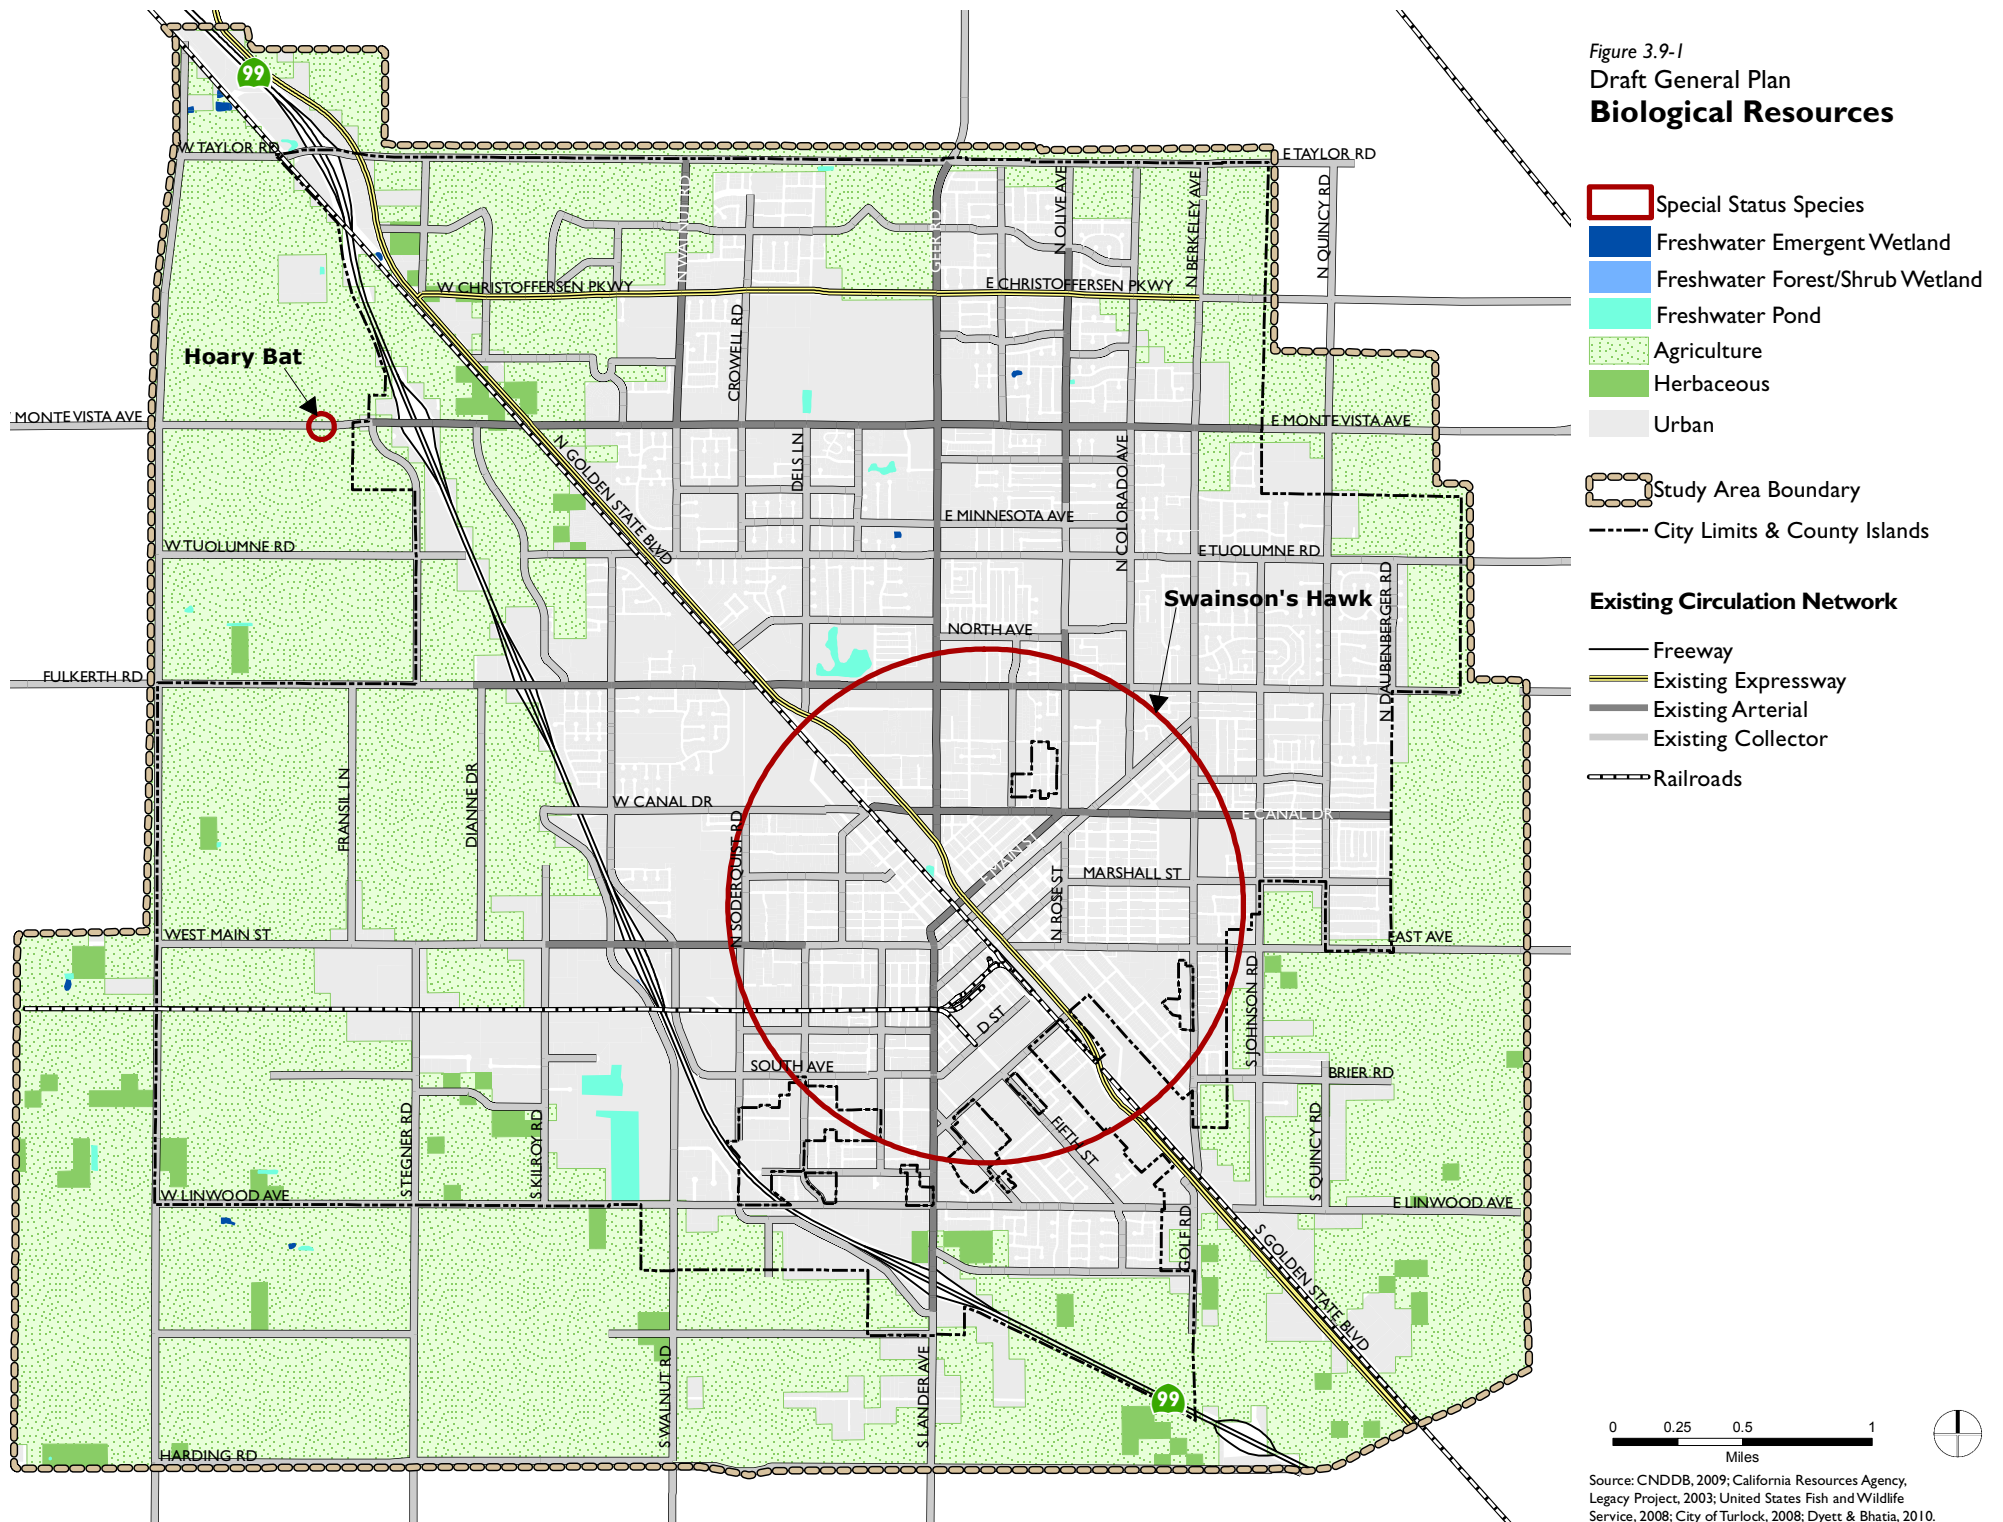 Figure 3.9-1
Draft General Plan
Biological Resources
Special Status Species
Freshwater Emergent Wetland
Freshwater Forest/Shrub Wetland
Freshwater Pond
Agriculture
Herbaceous
Urban
Study Area Boundary
City Limits & County Islands
Existing Circulation Network
Freeway
Existing Expressway
Existing Arterial
Existing Collector
Railroads
99
W TAYLOR RD
E TAYLOR RD
N WALNUT RD
GEER RD
N OLIVE AVE
N BERKELEY AVE
N QUINCY RD
W CHRISTOFFERSEN PKWY
E CHRISTOFFERSEN PKWY
CROWELL RD
Hoary Bat
MONTE VISTA AVE
E MONTE VISTA AVE
N GOLDEN STATE BLVD
DELS LN
N COLORADO AVE
E MINNESOTA AVE
W TUOLUMNE RD
E TUOLUMNE RD
Swainson's Hawk
NORTH AVE
N DAUBENBERGER RD
FULKERTH RD
FRANSIL LN
DIANNE DR
W CANAL DR
E CANAL DR
N SODERQUIST RD
E MAIN ST
MARSHALL ST
N ROSE ST
WEST MAIN ST
EAST AVE
D ST
S JOHNSON RD
SOUTH AVE
BRIER RD
S TEGNER RD
S KILROY RD
FIFTH ST
S QUINCY RD
W LINWOOD AVE
E LINWOOD AVE
GOLF RD
S GOLDEN STATE BLVD
S WALNUT RD
S LANDER AVE
99
HARDING RD
0 0.25 0.5 1
Miles
Source: CNDDB, 2009; California Resources Agency,
Legacy Project, 2003; United States Fish and Wildlife
Service, 2008; City of Turlock, 2008; Dyett & Bhatia, 2010.